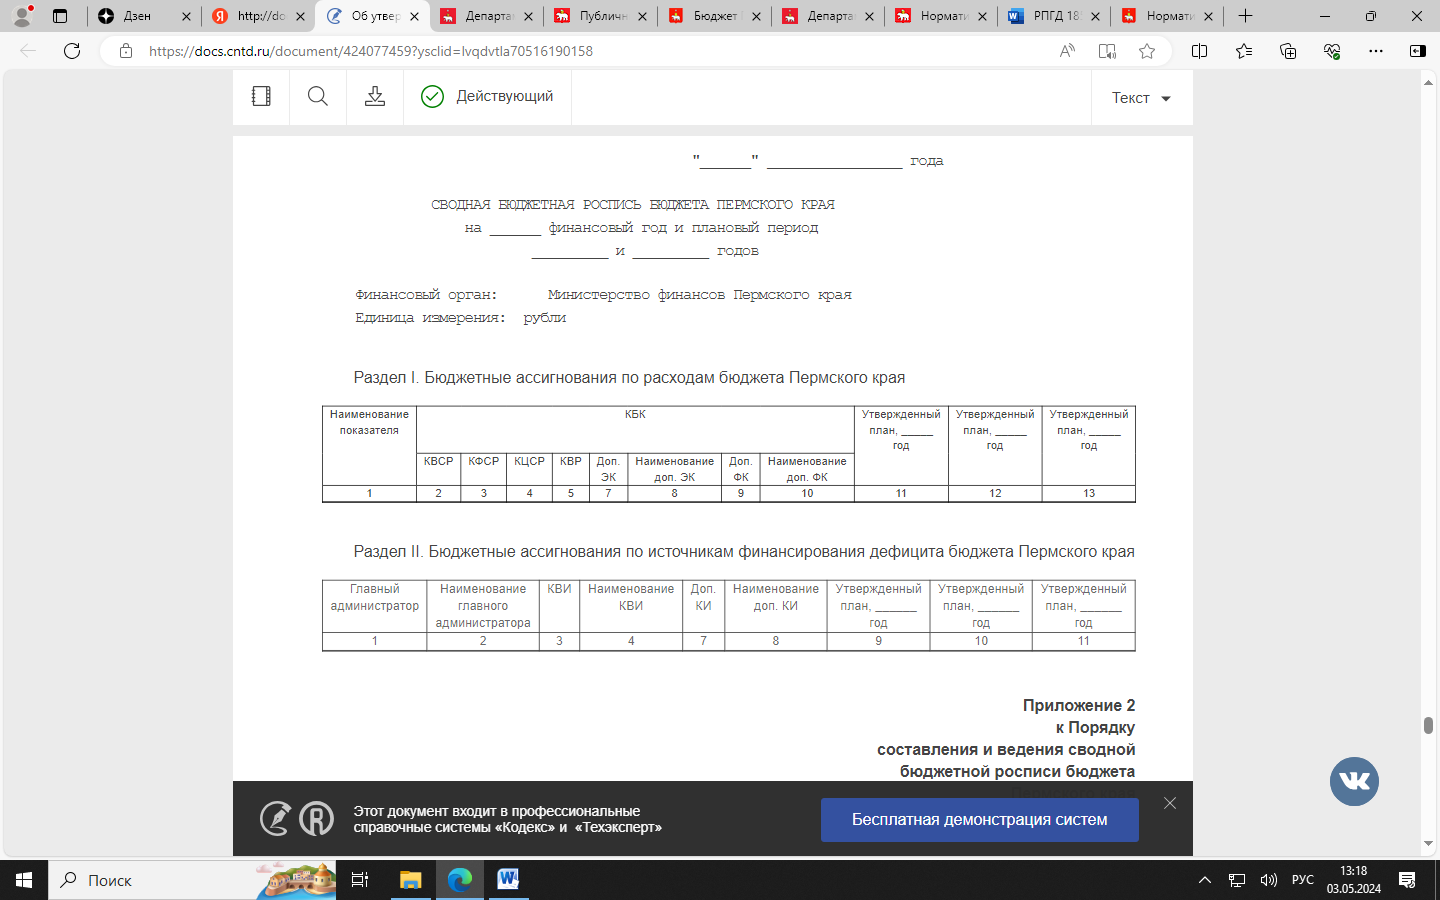 Дзен
http://do
Об утвер
Департа
Публичн
Бюджет
Департа
Нормати
РПГД 18
Нормати
https://docs.cntd.ru/document/424077459?ysclid=lvqdvtla70516190158
Действующий
Текст
"______" ________________ года
СВОДНАЯ БЮДЖЕТНАЯ РОСПИСЬ БЮДЖЕТА ПЕРМСКОГО КРАЯ
на ______ финансовый год и плановый период
_________ и _________ годов
Финансовый орган: Министерство финансов Пермского края
Единица измерения: рубли
Раздел I. Бюджетные ассигнования по расходам бюджета Пермского края
Наименование показателя
КБК
Утвержденный план, _____ год
Утвержденный план, _____ год
Утвержденный план, _____ год
КВСР КФСР КЦСР КВР Доп. ЭК Наименование доп. ЭК Доп. ФК Наименование доп. ФК
1 2 3 4 5 7 8 9 10 11 12 13
Раздел II. Бюджетные ассигнования по источникам финансирования дефицита бюджета Пермского края
Главный администратор
Наименование главного администратора
КВИ
Наименование КВИ
Доп. КИ
Наименование доп. КИ
Утвержденный план, ______ год
Утвержденный план, ______ год
Утвержденный план, ______ год
1 2 3 4 7 8 9 10 11
Приложение 2
к Порядку
составления и ведения сводной
бюджетной росписи бюджета
Этот документ входит в профессиональные
справочные системы «Кодекс» и «Техэксперт»
Бесплатная демонстрация систем
Поиск
РУС
13:18
03.05.2024